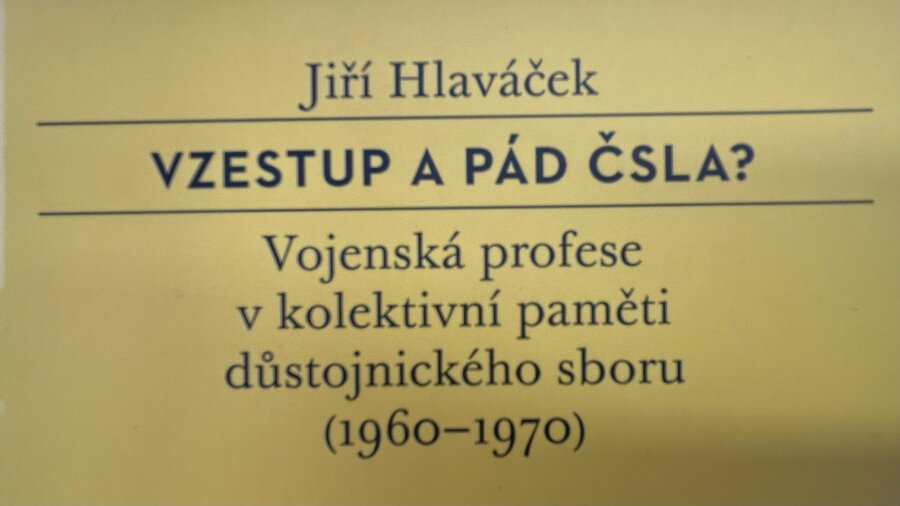 Jiří Hlaváček
VZESTUP A PÁD ČSLA?
Vojenská profese
v kolektivní paměti
důstojnického sboru
(1960–1970)